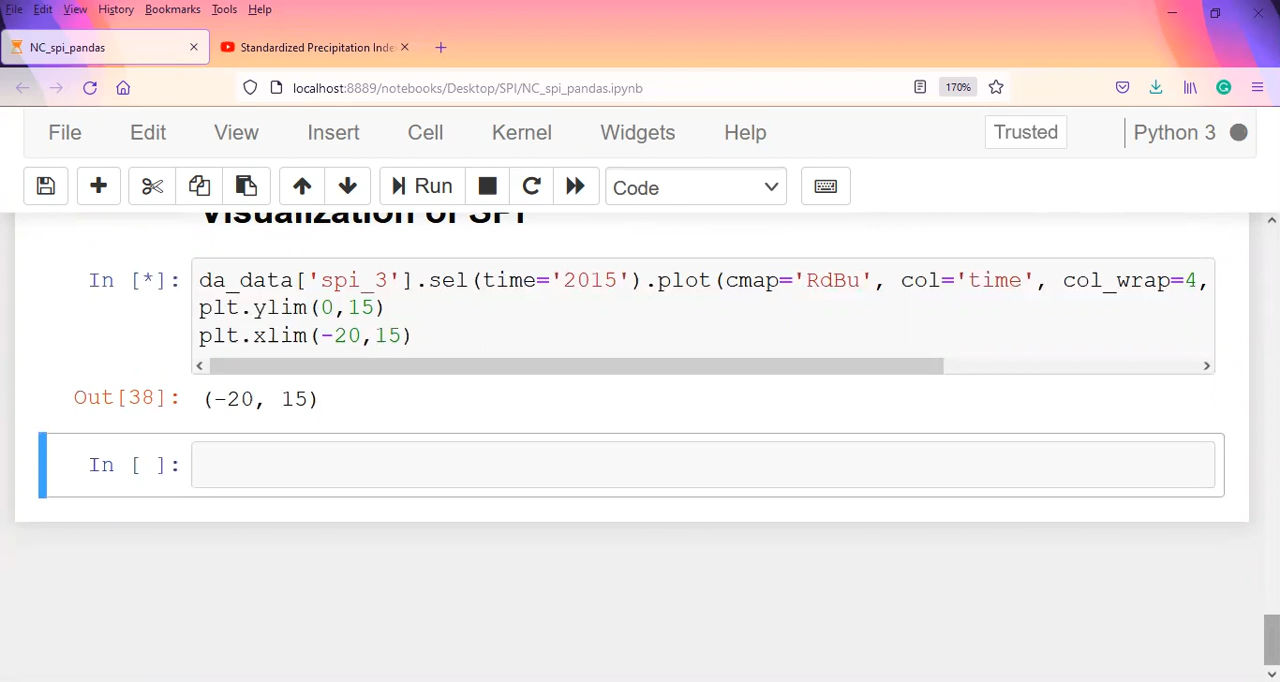 File Edit View History Bookmarks Tools Help
NC_spi_pandas Standardized Precipitation Inde
localhost:8889/notebooks/Desktop/SPI/NC_spi_pandas.ipynb 170%
File Edit View Insert Cell Kernel Widgets Help Trusted Python 3
Run Code
Visualization of SPI
In [*]: da_data['spi_3'].sel(time='2015').plot(cmap='RdBu', col='time', col_wrap=4,
plt.ylim(0,15)
plt.xlim(-20,15)
Out[38]: (-20, 15)
In [ ]: